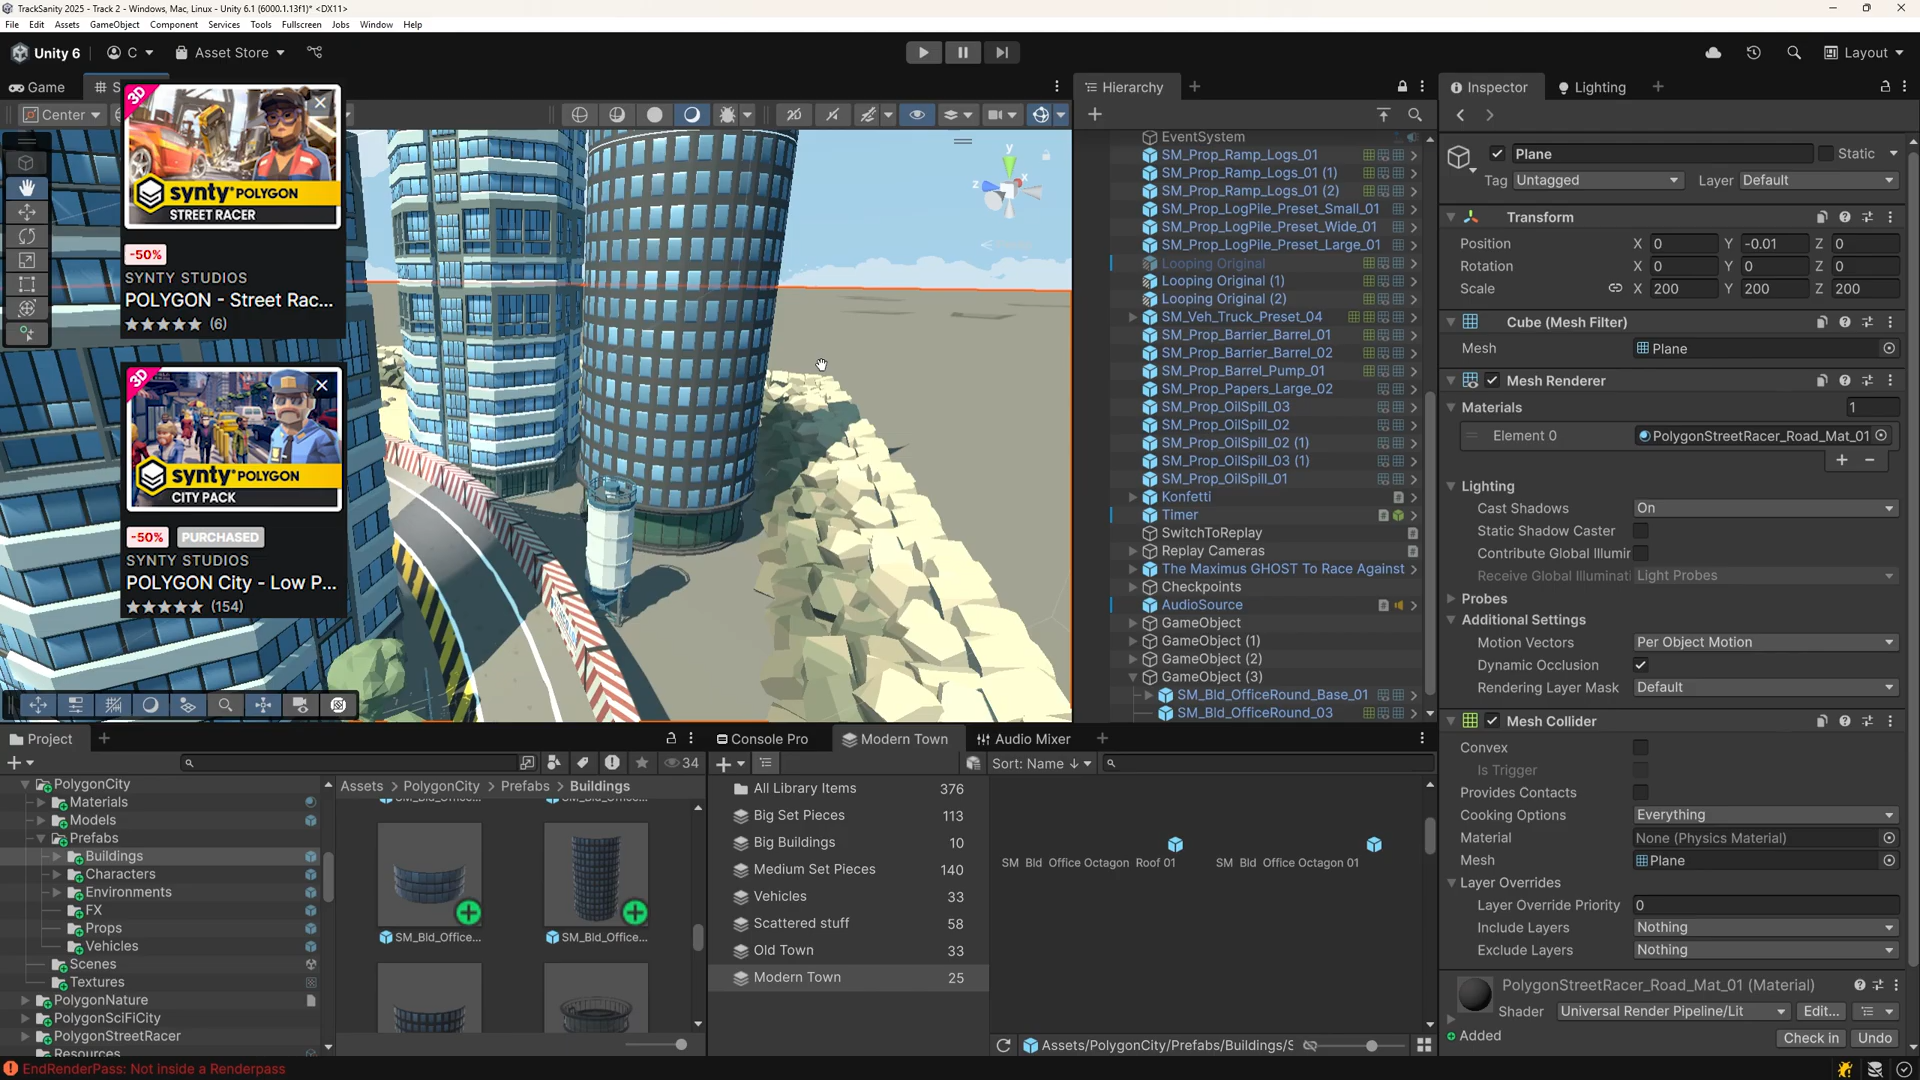 TrackSanity 2025 - Track 2 - Windows, Mac, Linux - Unity 6.1 (6000.1.13f1)* <DX11>
File Edit Assets GameObject Component Services Tools Fullscreen Jobs Window Help
Unity 6 C Asset Store Layout
Game
Center
3D
synty POLYGON
STREET RACER
-50%
SYNTY STUDIOS
POLYGON - Street Rac...
(6)
3D
synty POLYGON
CITY PACK
-50% PURCHASED
SYNTY STUDIOS
POLYGON City - Low P...
(154)
y
x
z
Hierarchy
EventSystem
SM_Prop_Ramp_Logs_01
SM_Prop_Ramp_Logs_01 (1)
SM_Prop_Ramp_Logs_01 (2)
SM_Prop_LogPile_Preset_Small_01
SM_Prop_LogPile_Preset_Wide_01
SM_Prop_LogPile_Preset_Large_01
Looping Original
Looping Original (1)
Looping Original (2)
SM_Veh_Truck_Preset_04
SM_Prop_Barrier_Barrel_01
SM_Prop_Barrier_Barrel_02
SM_Prop_Barrel_Pump_01
SM_Prop_Papers_Large_02
SM_Prop_OilSpill_03
SM_Prop_OilSpill_02
SM_Prop_OilSpill_02 (1)
SM_Prop_OilSpill_03 (1)
SM_Prop_OilSpill_01
Konfetti
Timer
SwitchToReplay
Replay Cameras
The Maximus GHOST To Race Against
Checkpoints
AudioSource
GameObject
GameObject (1)
GameObject (2)
GameObject (3)
SM_Bld_OfficeRound_Base_01
SM_Bld_OfficeRound_03
Inspector Lighting
Plane Static
Tag Untagged Layer Default
Transform
Position X 0 Y -0.01 Z 0
Rotation X 0 Y 0 Z 0
Scale X 200 Y 200 Z 200
Cube (Mesh Filter)
Mesh Plane
Mesh Renderer
Materials 1
Element 0 PolygonStreetRacer_Road_Mat_01
Lighting
Cast Shadows On
Static Shadow Caster
Contribute Global Illumir
Receive Global Illuminat Light Probes
Probes
Additional Settings
Motion Vectors Per Object Motion
Dynamic Occlusion
Rendering Layer Mask Default
Mesh Collider
Convex
Is Trigger
Provides Contacts
Cooking Options Everything
Material None (Physics Material)
Mesh Plane
Layer Overrides
Layer Override Priority 0
Include Layers Nothing
Exclude Layers Nothing
PolygonStreetRacer_Road_Mat_01 (Material)
Shader Universal Render Pipeline/Lit Edit...
Added Check in Undo
Project
34
PolygonCity
Materials
Models
Prefabs
Buildings
Characters
Environments
FX
Props
Vehicles
Scenes
Textures
PolygonNature
PolygonSciFiCity
PolygonStreetRacer
Resources
Assets > PolygonCity > Prefabs > Buildings
SM_Bld_Office... SM_Bld_Office...
Console Pro Modern Town Audio Mixer
Sort: Name
All Library Items 376
Big Set Pieces 113
Big Buildings 10
Medium Set Pieces 140
Vehicles 33
Scattered stuff 58
Old Town 33
Modern Town 25
SM Bld Office Octagon Roof 01 SM Bld Office Octagon 01
Assets/PolygonCity/Prefabs/Buildings/S
EndRenderPass: Not inside a Renderpass